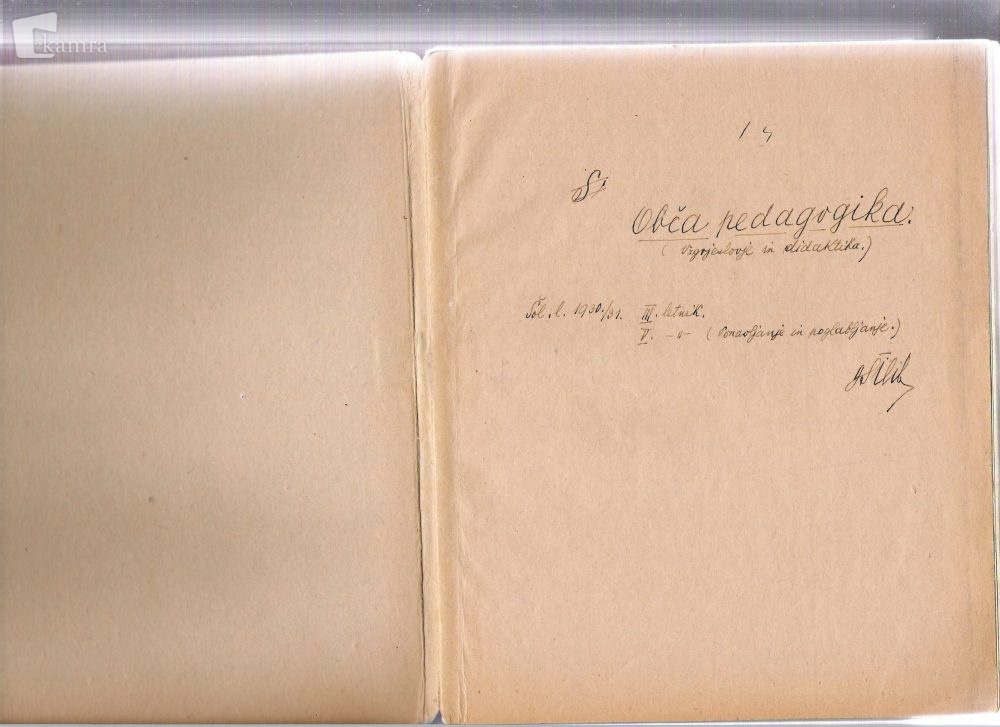 kamra
Obča pedagogika.
(Vzgojeslovje in didaktika.)
Šol. l. 1930./31. III. letnik.
V. -"- (Ponavljanje in poglabljanje.)